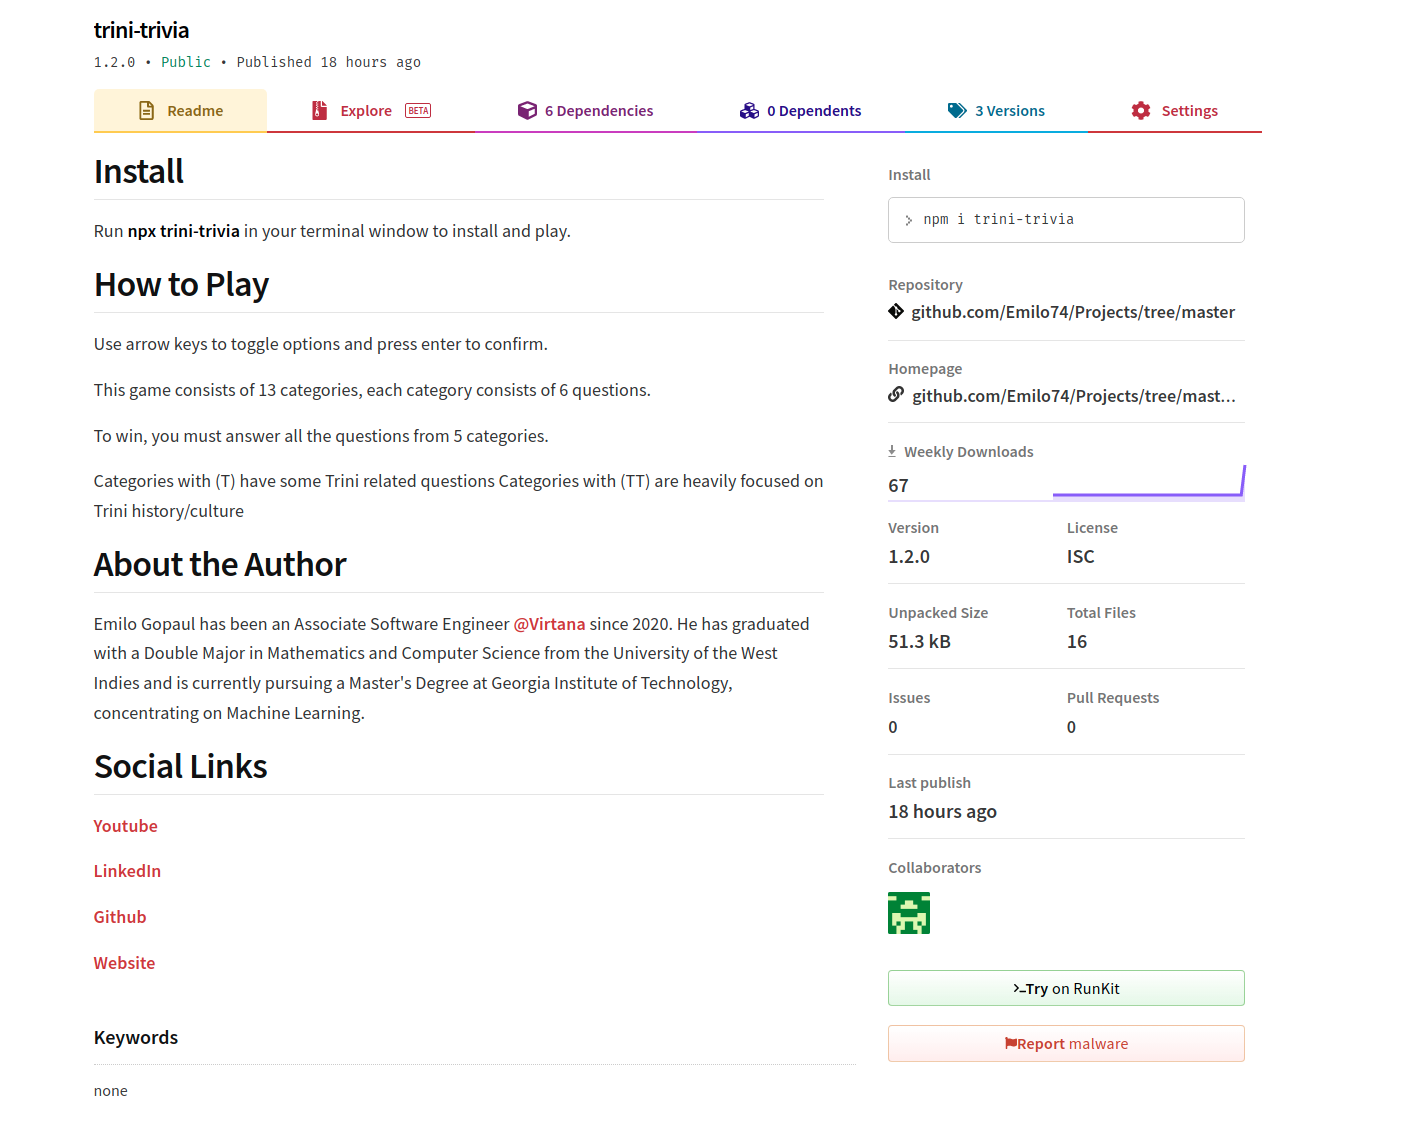 trini-trivia
1.2.0 • Public • Published 18 hours ago
Readme
Explore BETA
6 Dependencies
0 Dependents
3 Versions
Settings
Install
Run npx trini-trivia in your terminal window to install and play.
How to Play
Use arrow keys to toggle options and press enter to confirm.
This game consists of 13 categories, each category consists of 6 questions.
To win, you must answer all the questions from 5 categories.
Categories with (T) have some Trini related questions Categories with (TT) are heavily focused on
Trini history/culture
About the Author
Emilo Gopaul has been an Associate Software Engineer @Virtana since 2020. He has graduated
with a Double Major in Mathematics and Computer Science from the University of the West
Indies and is currently pursuing a Master's Degree at Georgia Institute of Technology,
concentrating on Machine Learning.
Social Links
Youtube
LinkedIn
Github
Website
Keywords
none
Install
npm i trini-trivia
Repository
github.com/Emilo74/Projects/tree/master
Homepage
github.com/Emilo74/Projects/tree/mast...
Weekly Downloads
67
Version
1.2.0
License
ISC
Unpacked Size
51.3 kB
Total Files
16
Issues
0
Pull Requests
0
Last publish
18 hours ago
Collaborators
Try on RunKit
Report malware